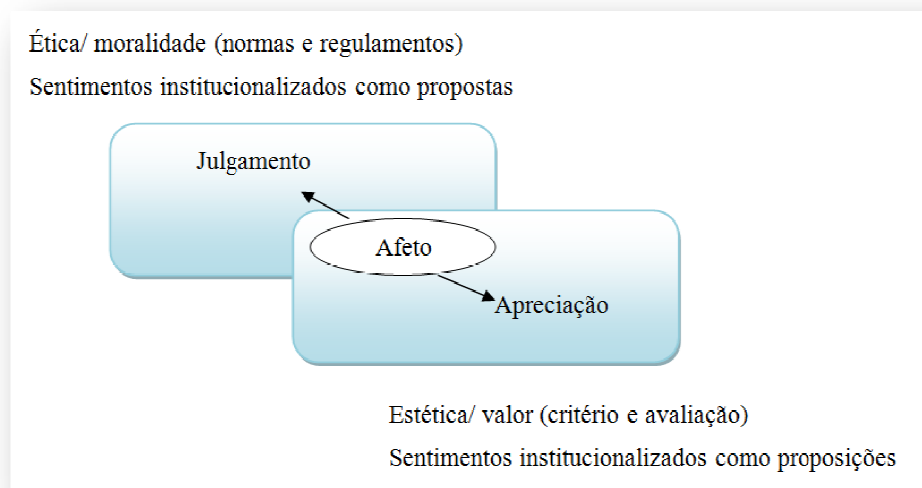 Ética/ moralidade (normas e regulamentos)
Sentimentos institucionalizados como propostas
Julgamento
Afeto
Apreciação
Estética/ valor (critério e avaliação)
Sentimentos institucionalizados como proposições